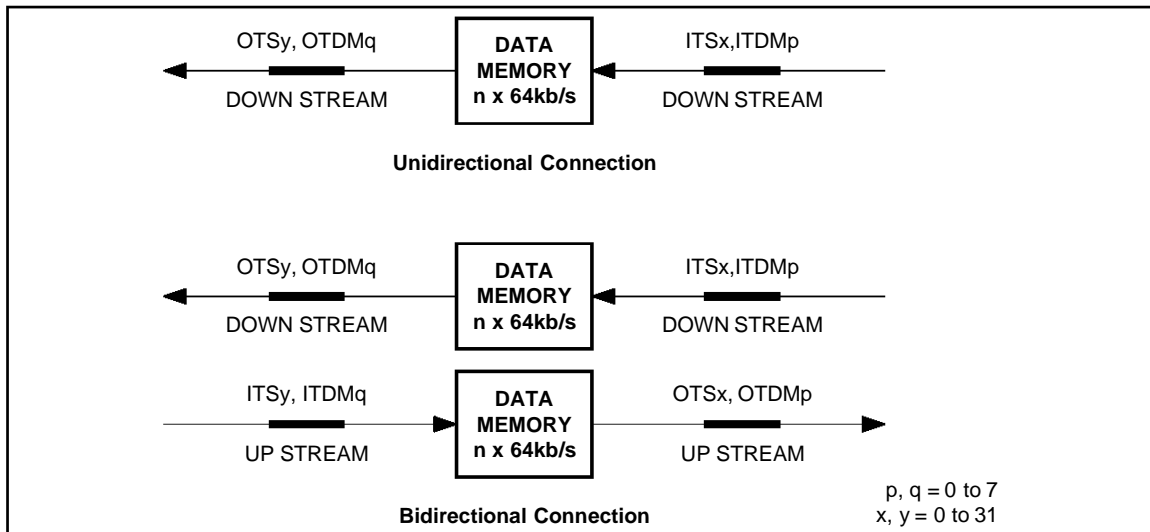 OTSy, OTDMq
DATA
MEMORY
n x 64kb/s
ITSx,ITDMp
DOWN STREAM
DOWN STREAM
Unidirectional Connection
OTSy, OTDMq
DATA
MEMORY
n x 64kb/s
ITSx,ITDMp
DOWN STREAM
DOWN STREAM
ITSy, ITDMq
DATA
MEMORY
n x 64kb/s
OTSx, OTDMp
UP STREAM
UP STREAM
Bidirectional Connection
p, q = 0 to 7
x, y = 0 to 31